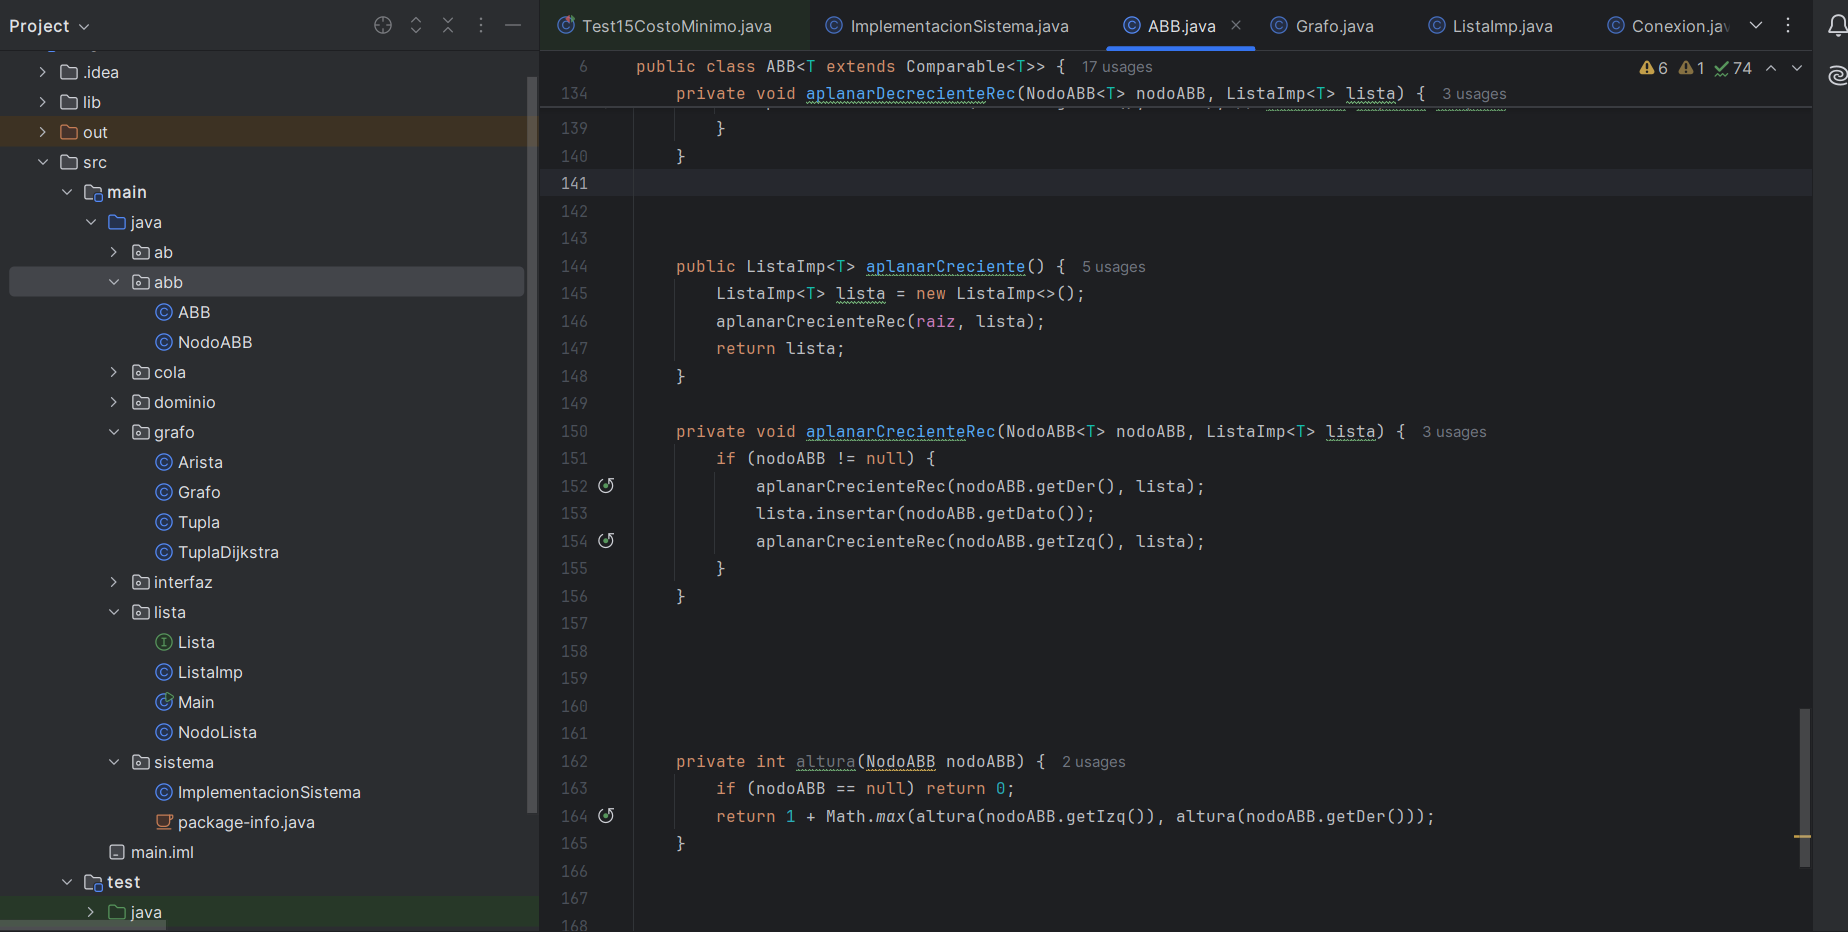 Project
.idea
lib
out
src
main
java
ab
abb
ABB
NodoABB
cola
dominio
grafo
Arista
Grafo
Tupla
TuplaDijkstra
interfaz
lista
Lista
ListaImp
Main
NodoLista
sistema
ImplementacionSistema
package-info.java
main.iml
test
java
Test15CostoMinimo.java ImplementacionSistema.java ABB.java Grafo.java ListaImp.java Conexion.jav
6 public class ABB<T extends Comparable<T>> { 17 usages
6 1 74
134 private void aplanarDecrecienteRec(NodoABB<T> nodoABB, ListaImp<T> lista) { 3 usages
139 }
140 }
141
142
143
144 public ListaImp<T> aplanarCreciente() { 5 usages
145 ListaImp<T> lista = new ListaImp<>();
146 aplanarCrecienteRec(raiz, lista);
147 return lista;
148 }
149
150 private void aplanarCrecienteRec(NodoABB<T> nodoABB, ListaImp<T> lista) { 3 usages
151 if (nodoABB != null) {
152 aplanarCrecienteRec(nodoABB.getDer(), lista);
153 lista.insertar(nodoABB.getDato());
154 aplanarCrecienteRec(nodoABB.getIzq(), lista);
155 }
156 }
157
158
159
160
161
162 private int altura(NodoABB nodoABB) { 2 usages
163 if (nodoABB == null) return 0;
164 return 1 + Math.max(altura(nodoABB.getIzq()), altura(nodoABB.getDer()));
165 }
166
167
168